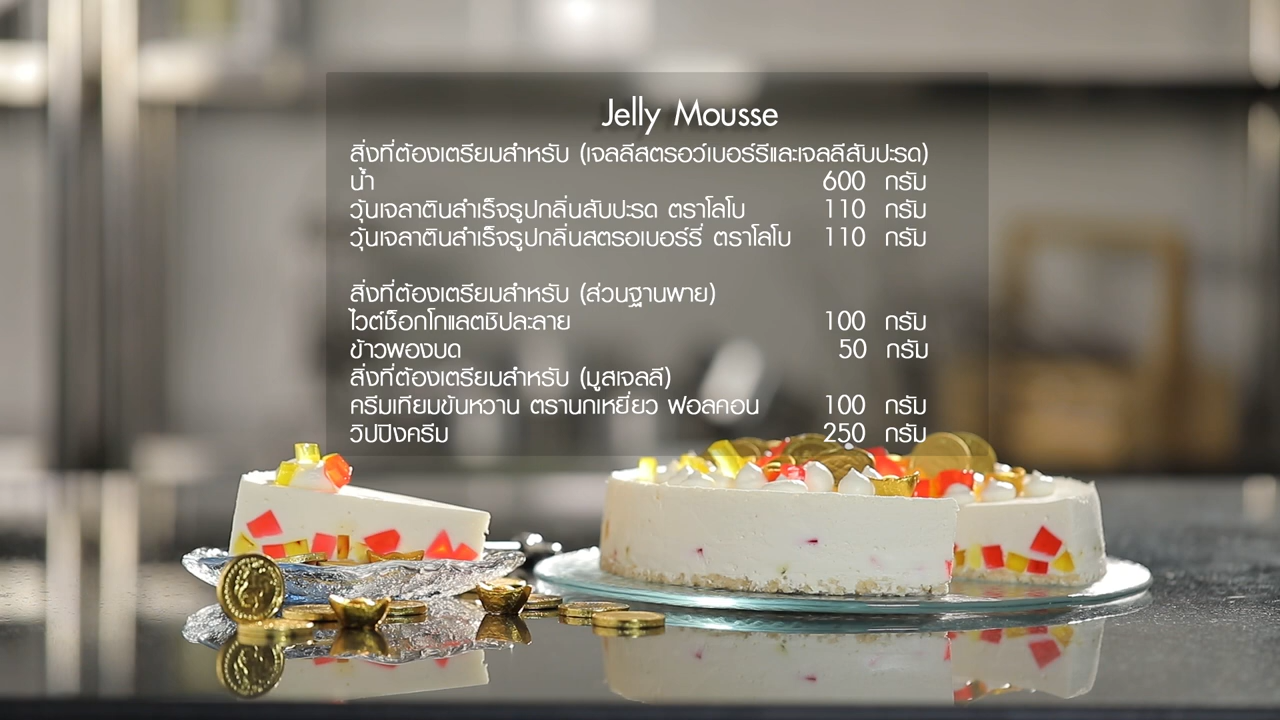 Jelly Mousse
สิ่งที่ต้องเตรียมสำหรับ (เจลลีสตรอว์เบอร์รีและเจลลีสับปะรด)
น้ำ 600 กรัม
วุ้นเจลาตินสำเร็จรูปกลิ่นสับปะรด ตราโลโบ 110 กรัม
วุ้นเจลาตินสำเร็จรูปกลิ่นสตรอเบอร์รี่ ตราโลโบ 110 กรัม
สิ่งที่ต้องเตรียมสำหรับ (ส่วนฐานพาย)
ไวต์ช็อกโกแลตชิปละลาย 100 กรัม
ข้าวพองบด 50 กรัม
สิ่งที่ต้องเตรียมสำหรับ (มูสเจลลี)
ครีมเทียมข้นหวาน ตรานกเหยี่ยว ฟอลคอน 100 กรัม
วิปปิงครีม 250 กรัม